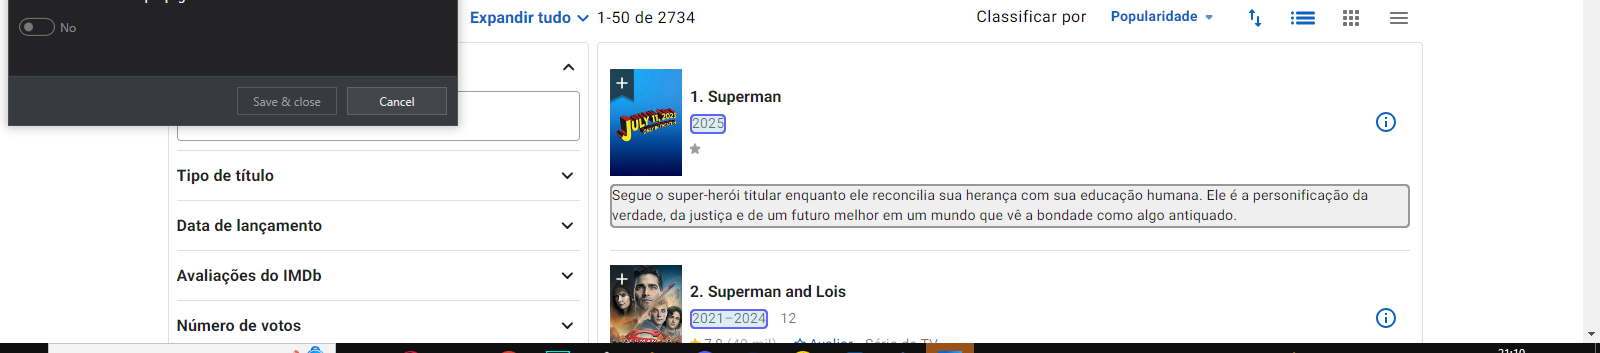 No
Save & close
Cancel
Expandir tudo
1-50 de 2734
Classificar por
Popularidade
Tipo de título
Data de lançamento
Avaliações do IMDb
Número de votos
JULY 11, 2025
1. Superman
2025
Segue o super-herói titular enquanto ele reconcilia sua herança com sua educação humana. Ele é a personificação da
verdade, da justiça e de um futuro melhor em um mundo que vê a bondade como algo antiquado.
2. Superman and Lois
2021–2024 12